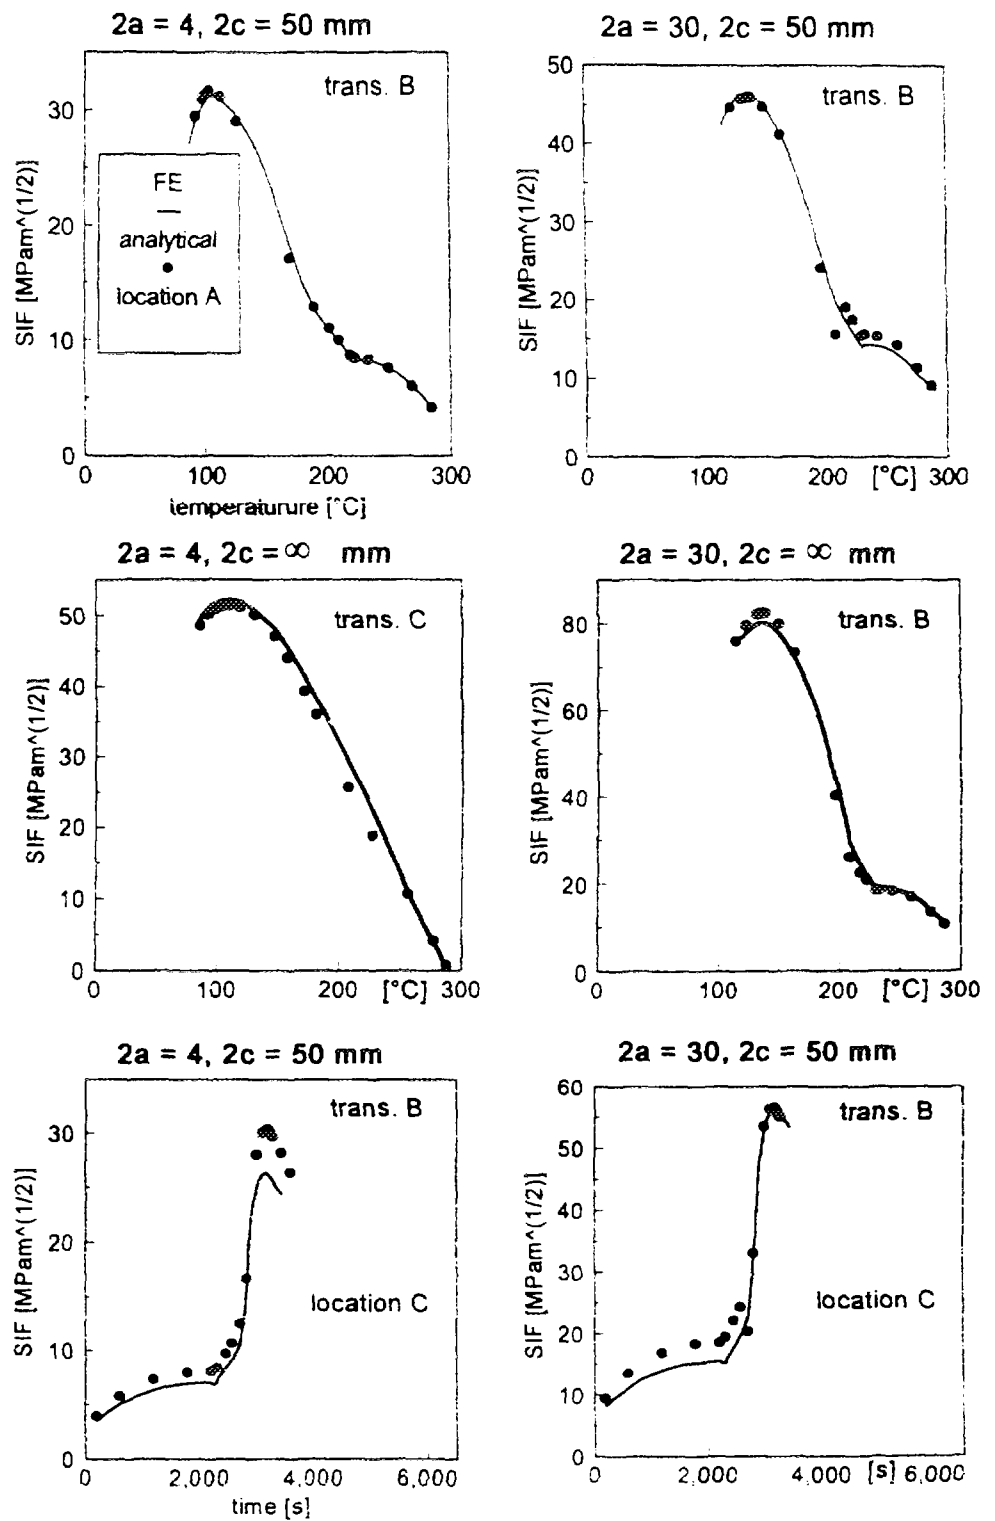 2a = 4, 2c = 50 mm
trans. B
SIF [MPam^(1/2)]
30
20
10
0
FE
analytical
location A
0 100 200 300
temperaturure [°C]
2a = 30, 2c = 50 mm
trans. B
SIF [MPam^(1/2)]
50
40
30
20
10
0
0 100 200 [°C] 300
2a = 4, 2c = ∞ mm
trans. C
SIF [MPam^(1/2)]
50
40
30
20
10
0
0 100 200 [°C] 300
2a = 30, 2c = ∞ mm
trans. B
SIF [MPam^(1/2)]
80
60
40
20
0
0 100 200 [°C] 300
2a = 4, 2c = 50 mm
trans. B
SIF [MPam^(1/2)]
30
20
10
0
location C
0 2,000 4,000 6,000
time [s]
2a = 30, 2c = 50 mm
trans. B
SIF [MPam^(1/2)]
60
50
40
30
20
10
0
location C
0 2,000 4,000 [s] 6,000